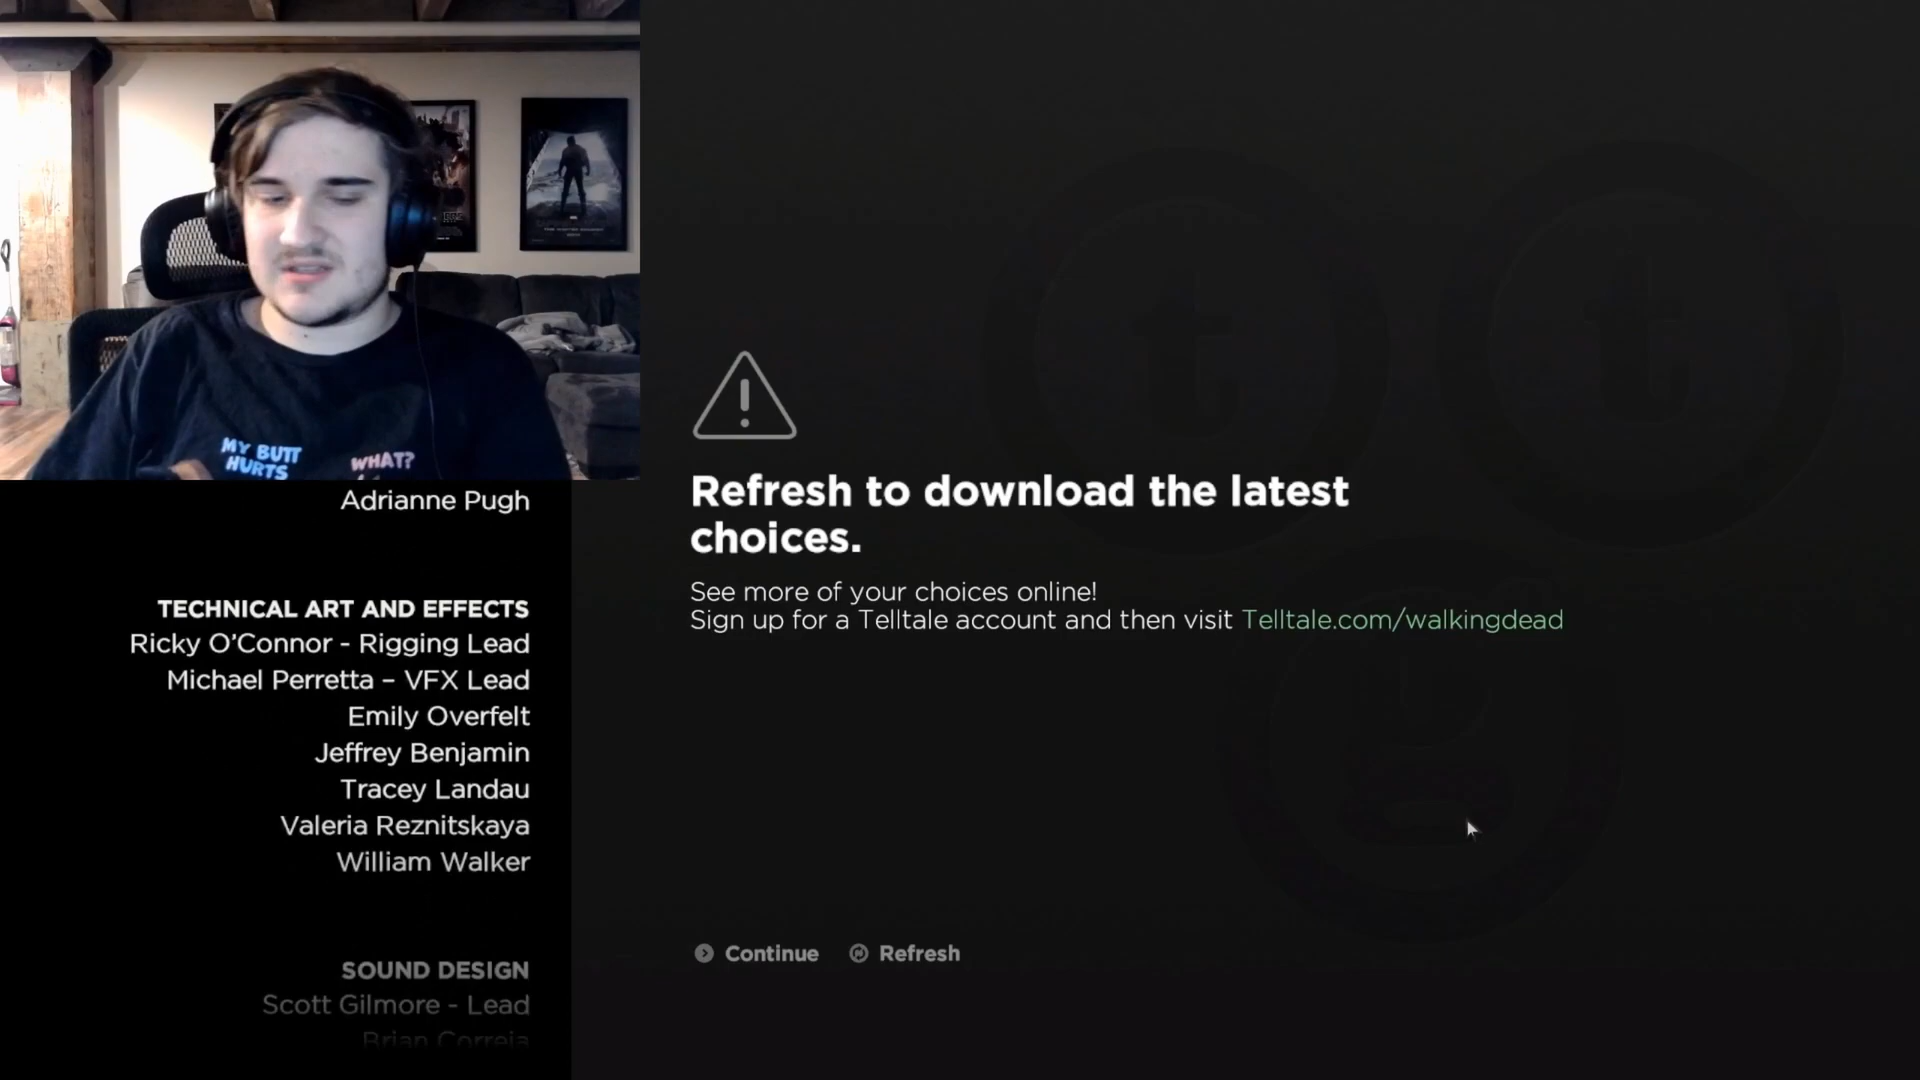 MY BUTT
HURTS
WHAT?
Adrianne Pugh
TECHNICAL ART AND EFFECTS
Ricky O'Connor - Rigging Lead
Michael Perretta – VFX Lead
Emily Overfelt
Jeffrey Benjamin
Tracey Landau
Valeria Reznitskaya
William Walker
SOUND DESIGN
Scott Gilmore - Lead
Brian Correia
Refresh to download the latest
choices.
See more of your choices online!
Sign up for a Telltale account and then visit Telltale.com/walkingdead
Continue
Refresh